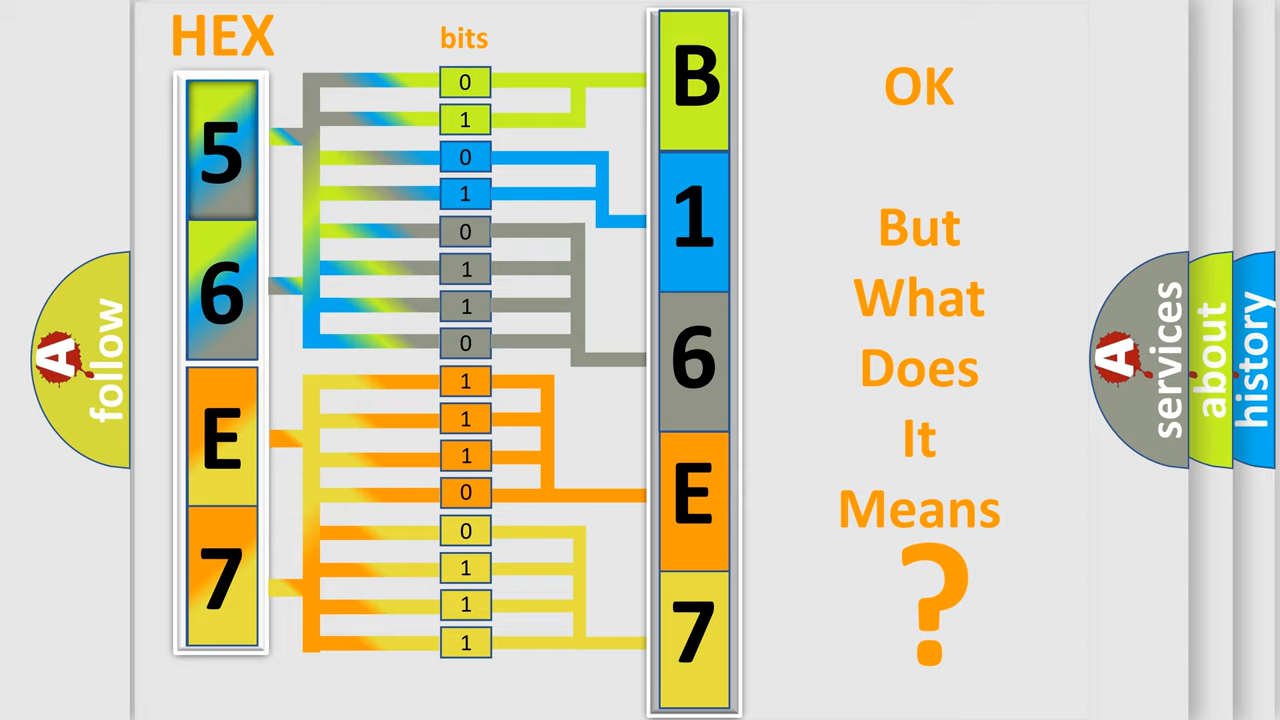 HEX
bits
5
6
E
7
0
1
0
1
0
1
1
0
1
1
1
0
0
1
1
1
B
1
6
E
7
OK
But
What
Does
It
Means
?
A
follow
A
services
about
history